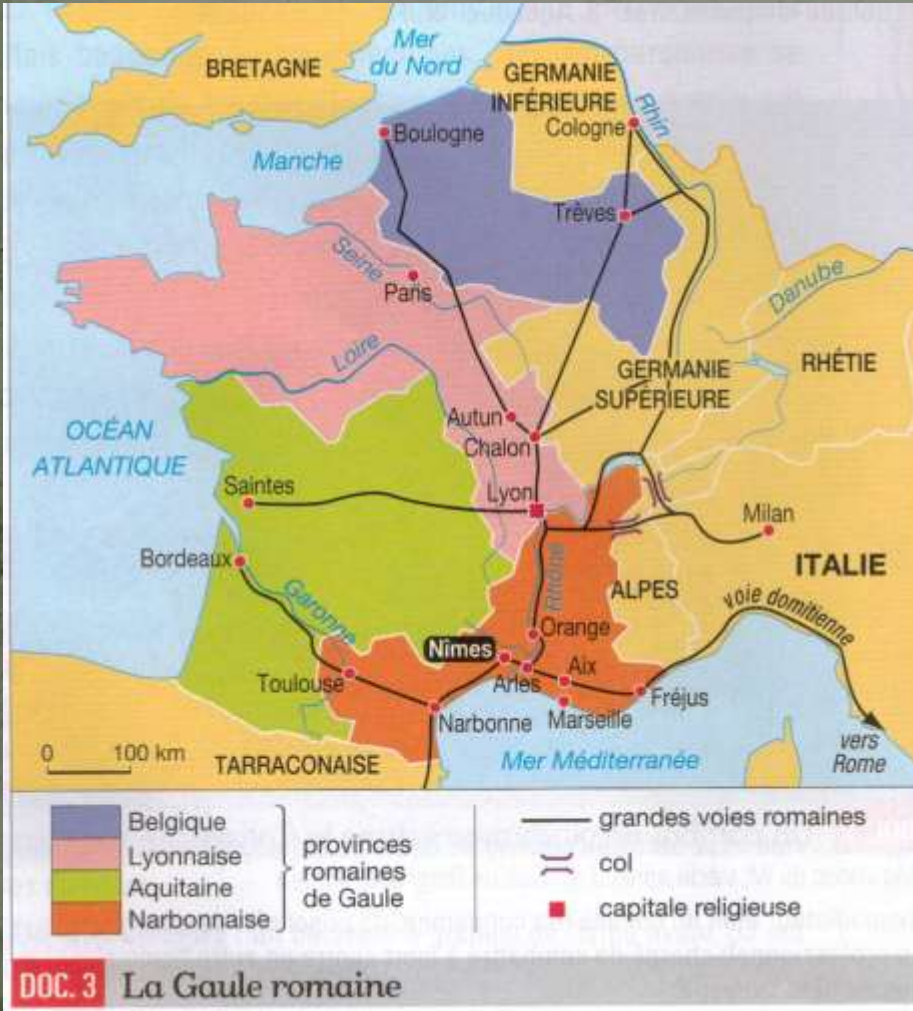 Mer
du Nord
BRETAGNE
GERMANIE
INFÉRIEURE
Cologne
Rhin
Boulogne
Manche
Trèves
Seine
Paris
Danube
Loire
RHÉTIE
GERMANIE
SUPÉRIEURE
Autun
Chalon
OCÉAN
ATLANTIQUE
Saintes
Lyon
Milan
Bordeaux
Rhône
ITALIE
ALPES
voie domitienne
Garonne
Orange
Nîmes
Aix
Toulouse
Arles
Fréjus
Narbonne
Marseille
vers
Rome
0 100 km
TARRACONAISE
Mer Méditerranée
Belgique
Lyonnaise
Aquitaine
Narbonnaise
provinces
romaines
de Gaule
grandes voies romaines
col
capitale religieuse
DOC. 3 La Gaule romaine